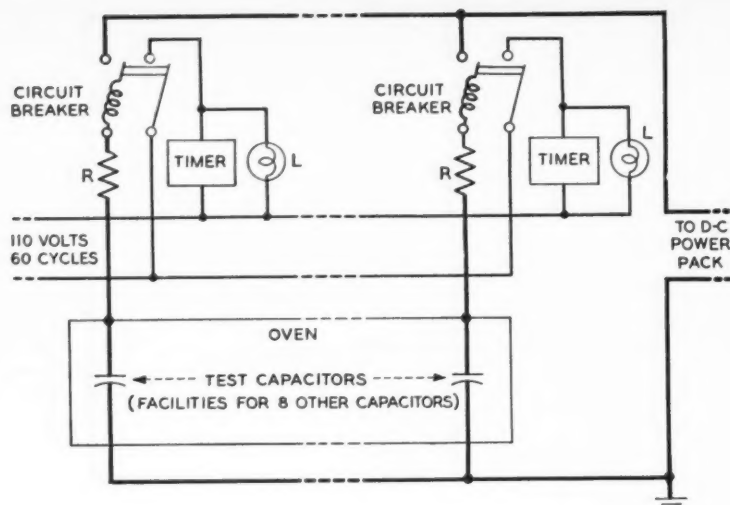 CIRCUIT
BREAKER
TIMER
L
R
CIRCUIT
BREAKER
TIMER
L
R
110 VOLTS
60 CYCLES
TO D-C
POWER
PACK
OVEN
TEST CAPACITORS
(FACILITIES FOR 8 OTHER CAPACITORS)